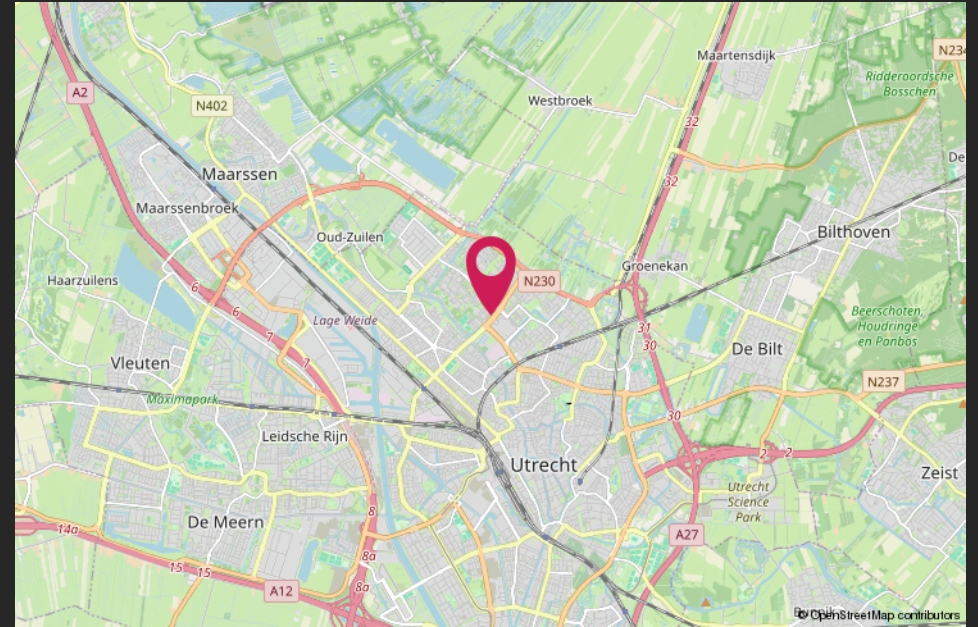 Maartensdijk
N234
A2
Ridderoordsche
Bosschen
N402
Westbroek
32
De
Maarssen
32
Maarssenbroek
Bilthoven
Oud-Zuilen
Groenekan
Haarzuilens
N230
6
6
Lage Weide
7
31
Beerschoten,
Houdringe
en Panbos
30
De Bilt
7
Vleuten
N237
Maximapark
30
Leidsche Rijn
2
2
Utrecht
Zeist
Utrecht
Science
Park
8
De Meern
14a
A27
8a
15
15
A12
8a
© OpenStreetMap contributors